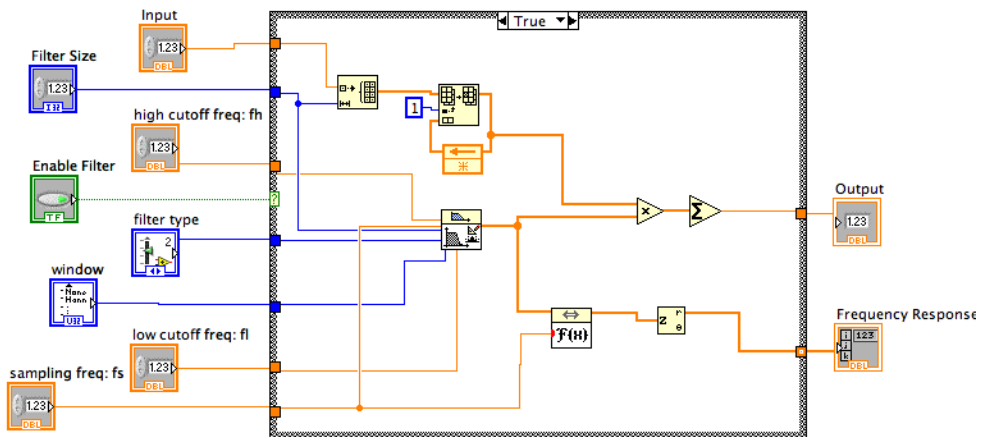 Input
1.23
DBL
True
Filter Size
1.23
I32
high cutoff freq: fh
1.23
DBL
1
Enable Filter
TF
?
filter type
2
window
None
Hann
U32
low cutoff freq: fl
1.23
DBL
sampling freq: fs
1.23
DBL
x
Σ
Output
1.23
DBL
F(x)
z r θ
Frequency Response
i 123
j
k
DBL